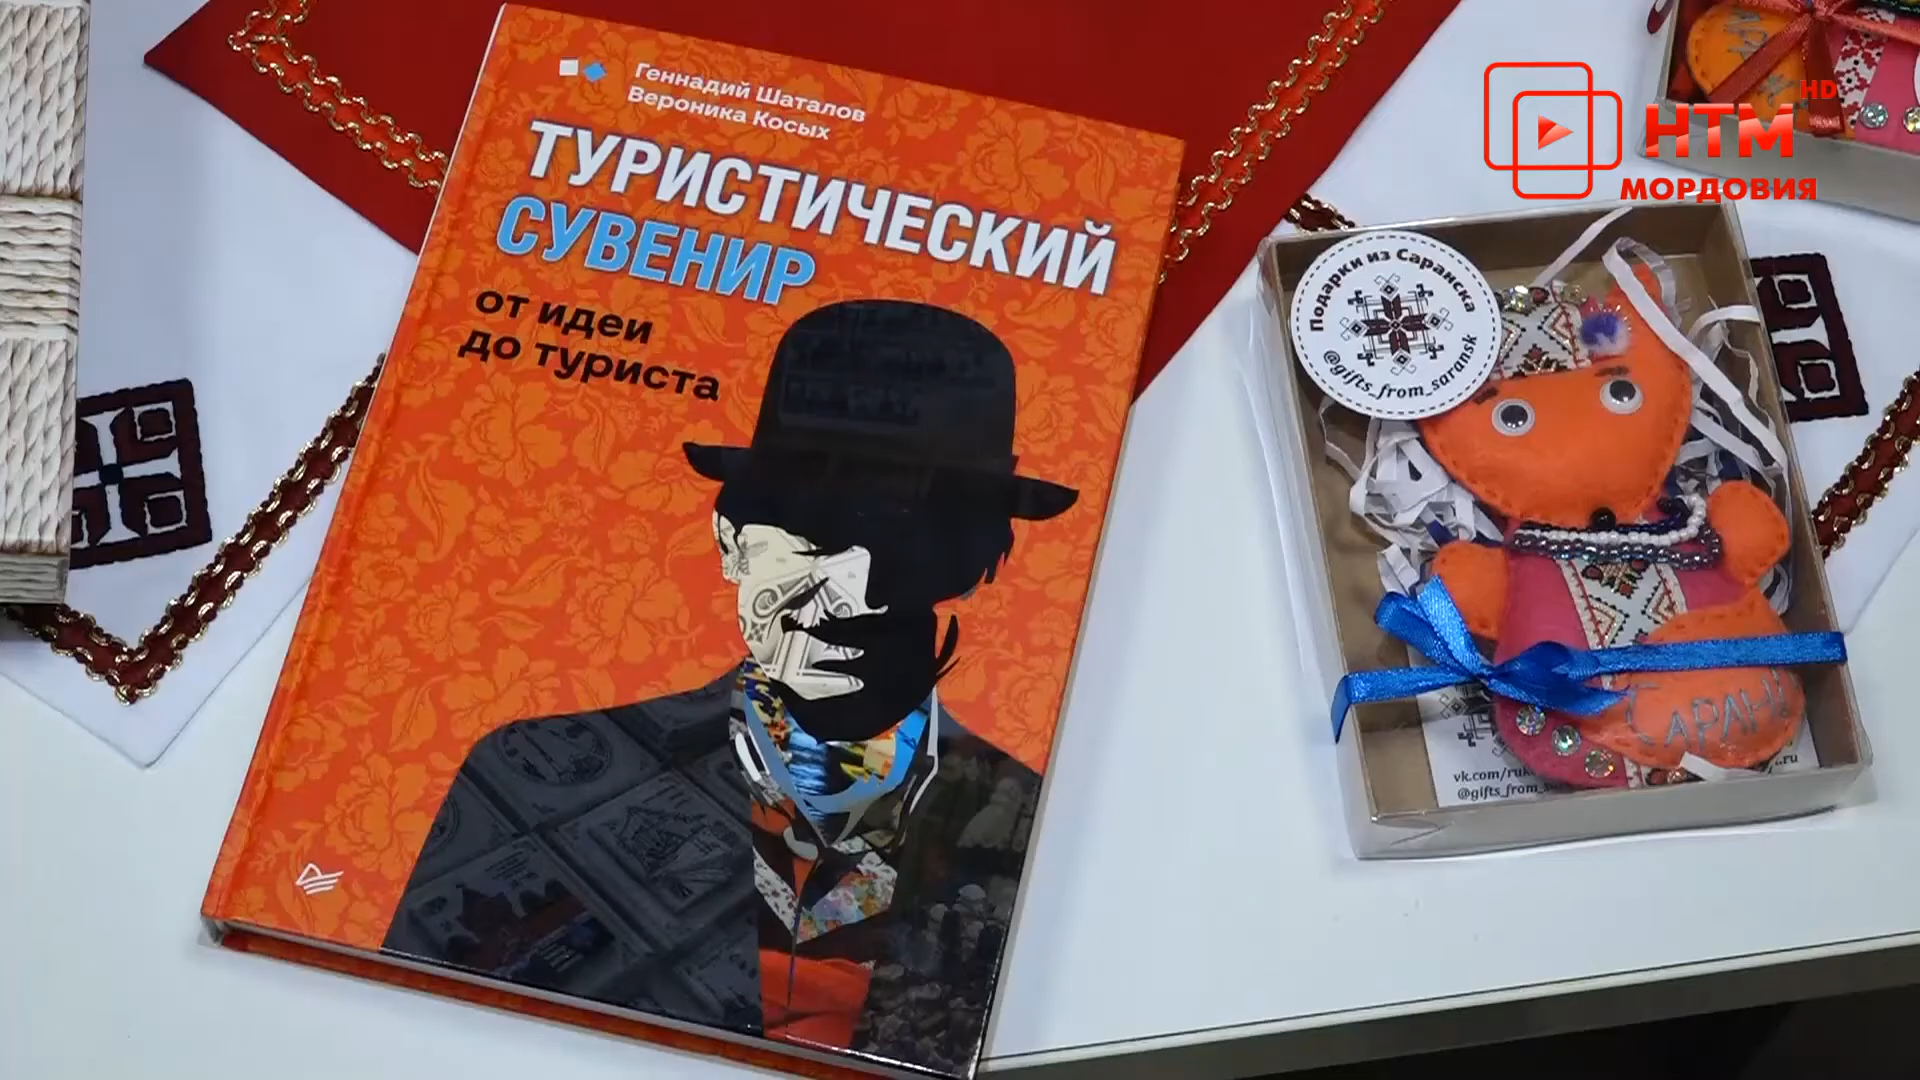 Геннадий Шаталов
Вероника Косых
ТУРИСТИЧЕСКИЙ
СУВЕНИР
от идеи
до туриста
HD
НТМ
МОРДОВИЯ
Подарки из Саранска
@gifts_from_saransk